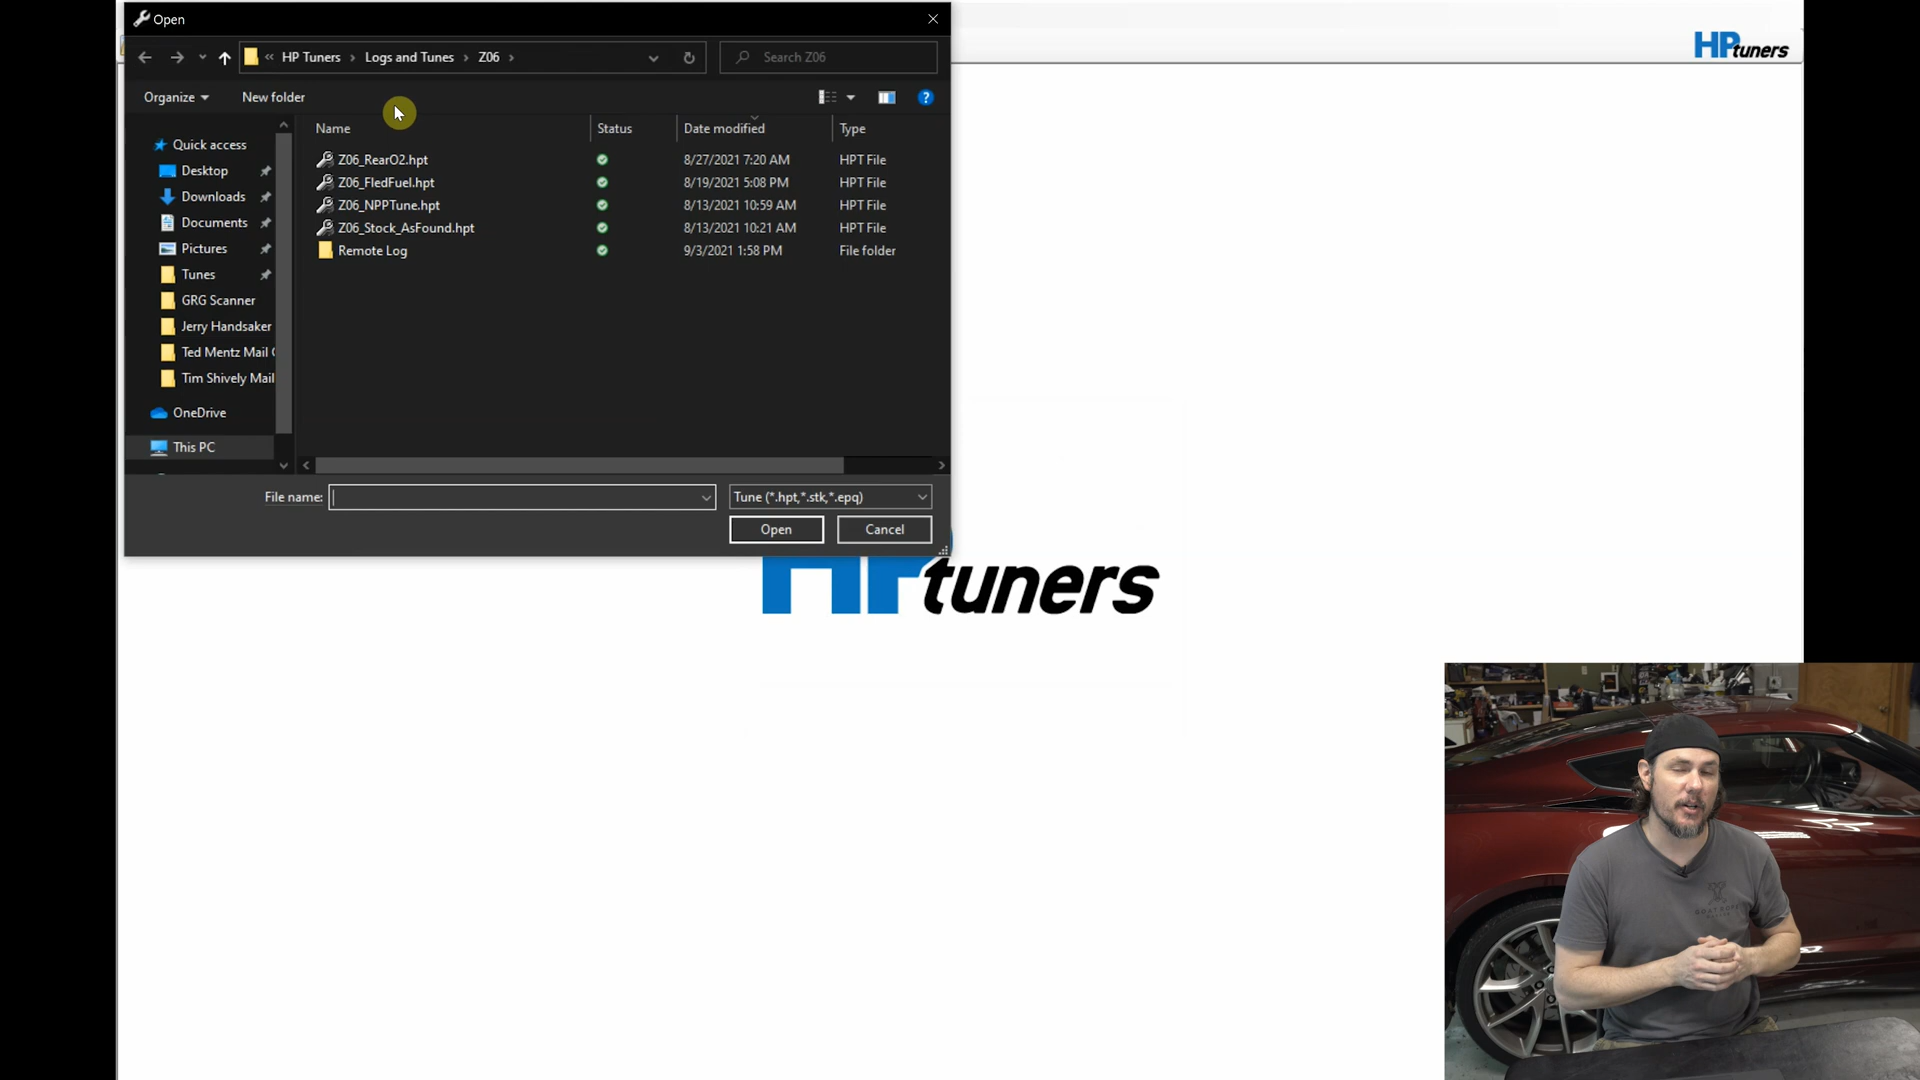 Open
HP Tuners
Logs and Tunes
Z06
Search Z06
HPtuners
Organize
New folder
Name
Status
Date modified
Type
Z06_RearO2.hpt 8/27/2021 7:20 AM HPT File
Z06_FledFuel.hpt 8/19/2021 5:08 PM HPT File
Z06_NPPTune.hpt 8/13/2021 10:59 AM HPT File
Z06_Stock_AsFound.hpt 8/13/2021 10:21 AM HPT File
Remote Log 9/3/2021 1:58 PM File folder
Quick access
Desktop
Downloads
Documents
Pictures
Tunes
GRG Scanner
Jerry Handsaker
Ted Mentz Mail
Tim Shively Mail
OneDrive
This PC
File name:
Tune (*.hpt,*.stk,*.epq)
Open
Cancel
HPtuners